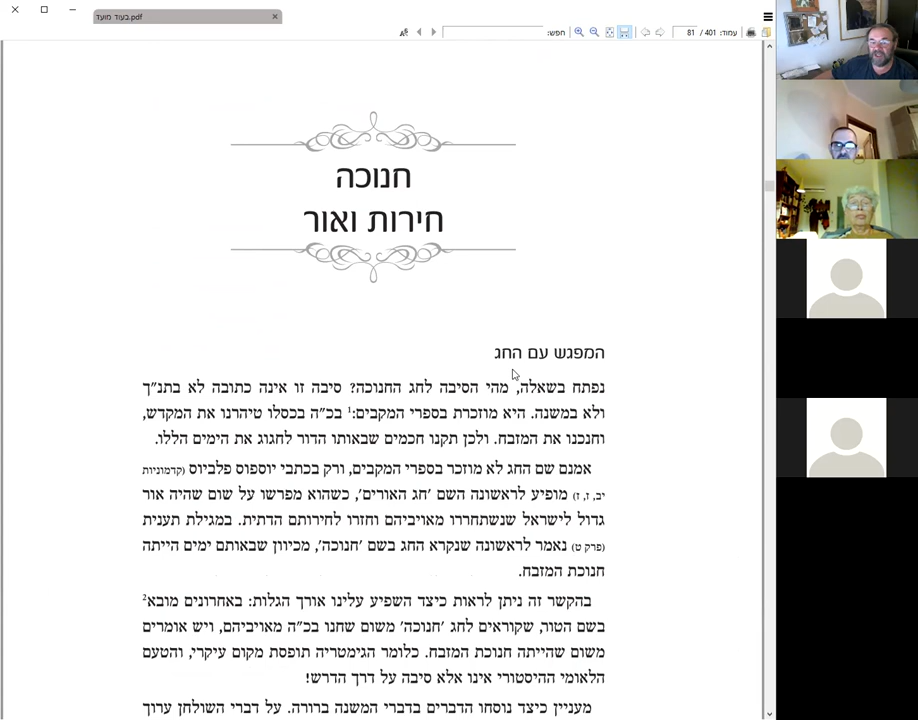 בעוד מועד.pdf
עמוד: 401 / 81
חפש:
חנוכה
חירות ואור
המפגש עם החג
נפתח בשאלה, מהי הסיבה לחג החנוכה? סיבה זו אינה כתובה לא בתנ״ך
ולא במשנה. היא מוזכרת בספרי המקבים:¹ בכ״ה בכסלו טיהרנו את המקדש,
וחנכנו את המזבח. ולכן תקנו חכמים שבאותו הדור לחגוג את הימים הללו.
אמנם שם החג לא מוזכר בספרי המקבים, ורק בכתבי יוספוס פלביוס (קדמוניות
יב, ז, ז) מופיע לראשונה השם 'חג האורים', כשהוא מפרשו על שום שהיה אור
גדול לישראל שנשתחררו מאויביהם וחזרו לחירותם הדתית. במגילת תענית
(פרק ט) נאמר לראשונה שנקרא החג בשם 'חנוכה', מכיוון שבאותם ימים הייתה
חנוכת המזבח.
בהקשר זה ניתן לראות כיצד השפיע עלינו אורך הגלות: באחרונים מובא²
בשם הטור, שקוראים לחג 'חנוכה' משום שחנו בכ״ה מאויביהם, ויש אומרים
משום שהייתה חנוכת המזבח. כלומר הגימטריה תופסת מקום עיקרי, והטעם
הלאומי ההיסטורי אינו אלא סיבה על דרך הדרש!
מעניין כיצד נוסחו הדברים בדברי המשנה ברורה. על דברי השולחן ערוך